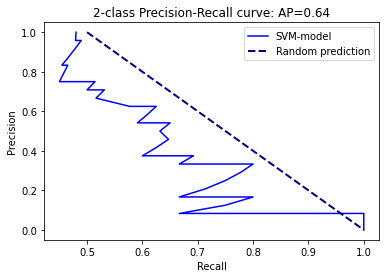 2-class Precision-Recall curve: AP=0.64
SVM-model
Random prediction
Precision
1.0
0.8
0.6
0.4
0.2
0.0
0.5 0.6 0.7 0.8 0.9 1.0
Recall